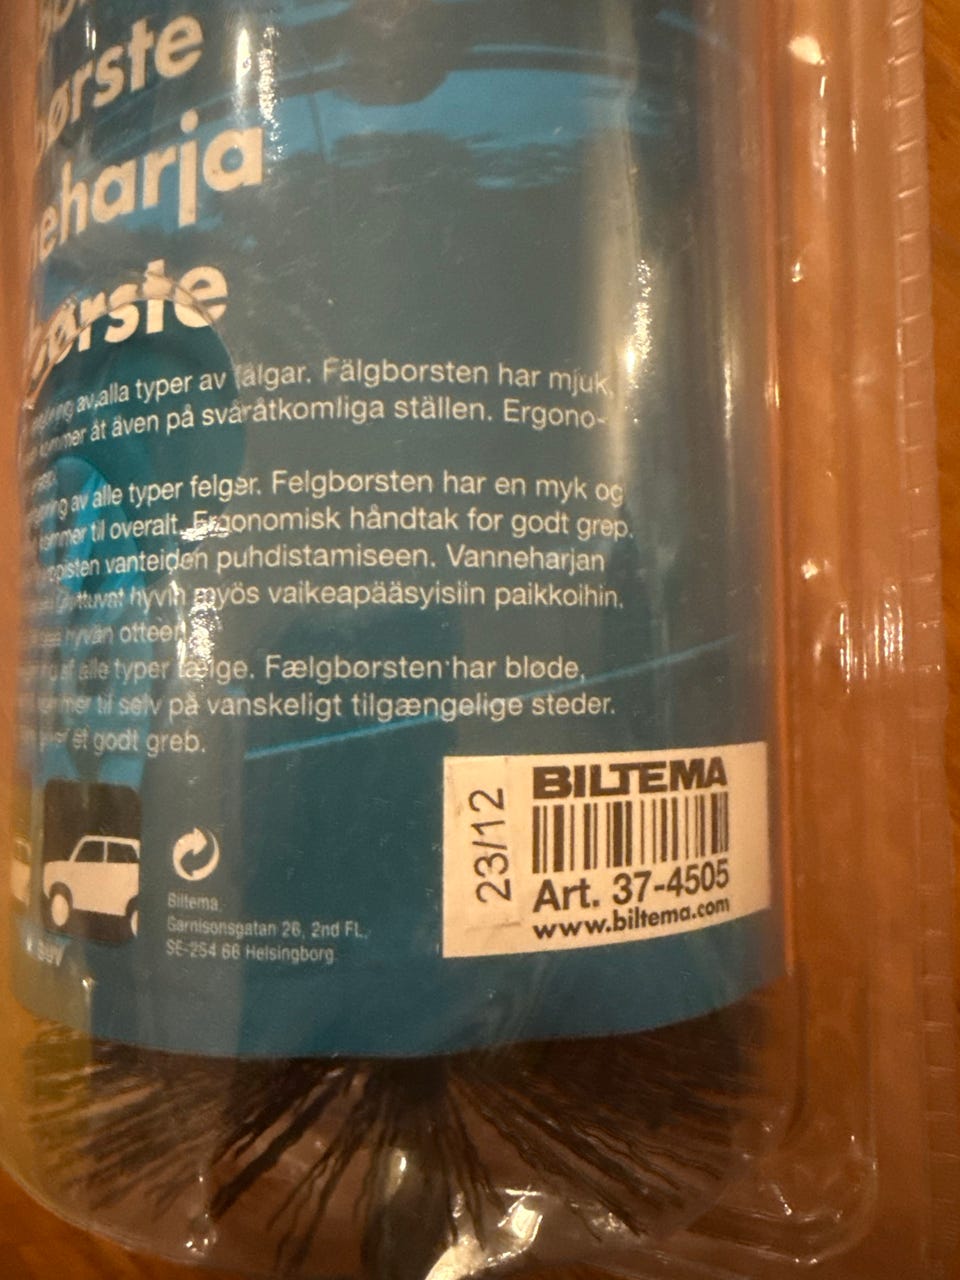 børste
neharja
børste
av alla typer av fälgar. Fälgborsten har mjuk,
åt även på svåråtkomliga ställen. Ergono-
av alle typer felger. Felgbørsten har en myk og
til overalt. Ergonomisk håndtak for godt grep.
vanteiden puhdistamiseen. Vanneharjan
hyvin myös vaikeapääsyisiin paikkoihin.
hyvän otteen
af alle typer fælge. Fælgbørsten har bløde,
til selv på vanskeligt tilgængelige steder.
et godt greb.
23/12
BILTEMA
Art. 37-4505
www.biltema.com
Biltema
Garnisonsgatan 26, 2nd FL.
SE-254 66 Helsingborg
SUV